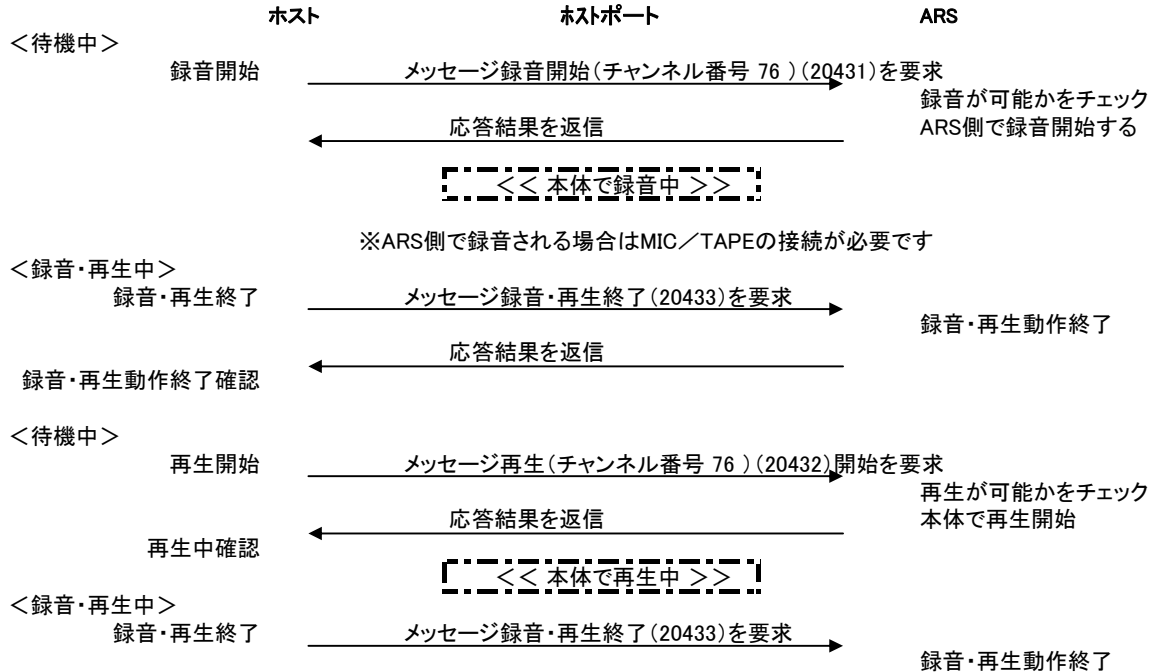 ホスト ホストポート ARS
＜待機中＞
録音開始 メッセージ録音開始（チャンネル番号 76 ）（20431）を要求
録音が可能かをチェック
応答結果を返信 ARS側で録音開始する
＜＜ 本体で録音中 ＞＞
※ARS側で録音される場合はMIC／TAPEの接続が必要です
＜録音・再生中＞
録音・再生終了 メッセージ録音・再生終了（20433）を要求
録音・再生動作終了
応答結果を返信
録音・再生動作終了確認
＜待機中＞
再生開始 メッセージ再生（チャンネル番号 76 ）（20432）開始を要求
再生が可能かをチェック
応答結果を返信 本体で再生開始
再生中確認
＜＜ 本体で再生中 ＞＞
＜録音・再生中＞
録音・再生終了 メッセージ録音・再生終了（20433）を要求
録音・再生動作終了